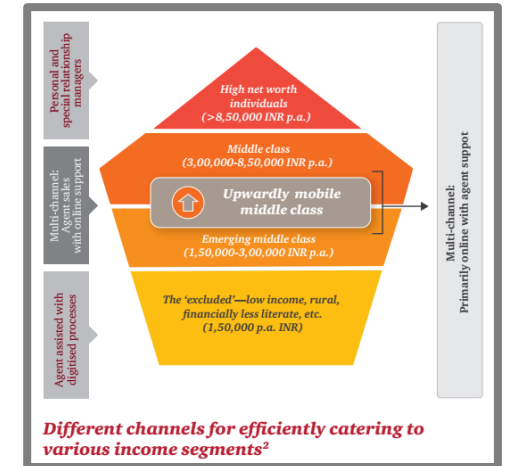 Personal and
special relationship
managers
Multi-channel:
Agent sales
with online support
Agent assisted with
digitised processes
High net worth
individuals
(>8,50,000 INR p.a.)
Middle class
(3,00,000-8,50,000 INR p.a.)
Upwardly mobile
middle class
Emerging middle class
(1,50,000-3,00,000 INR p.a.)
The ‘excluded’—low income, rural,
financially less literate, etc.
(1,50,000 p.a. INR)
Multi-channel:
Primarily online with agent suppot
Different channels for efficiently catering to
various income segments²